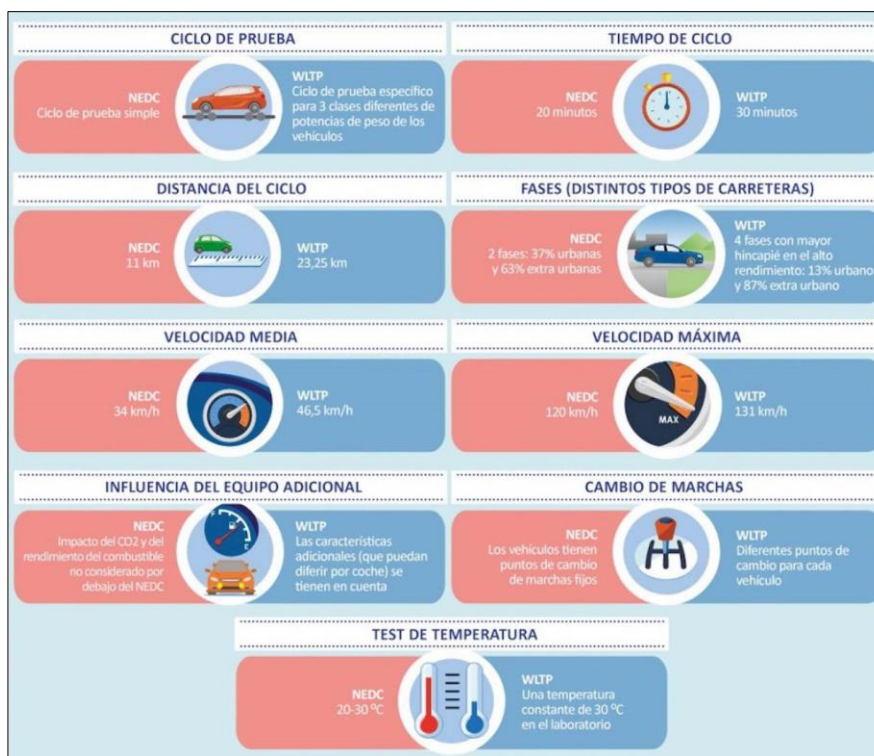 CICLO DE PRUEBA
NEDC
Ciclo de prueba simple
WLTP
Ciclo de prueba específico
para 3 clases diferentes de
potencias de peso de los
vehículos
TIEMPO DE CICLO
NEDC
20 minutos
WLTP
30 minutos
DISTANCIA DEL CICLO
NEDC
11 km
WLTP
23,25 km
FASES (DISTINTOS TIPOS DE CARRETERAS)
NEDC
2 fases: 37% urbanas
y 63% extra urbanas
WLTP
4 fases con mayor
hincapié en el alto
rendimiento: 13% urbano
y 87% extra urbano
VELOCIDAD MEDIA
NEDC
34 km/h
WLTP
46,5 km/h
VELOCIDAD MÁXIMA
NEDC
120 km/h
MAX
WLTP
131 km/h
INFLUENCIA DEL EQUIPO ADICIONAL
NEDC
Impacto del CO2 y del
rendimiento del combustible
no considerado por
debajo del NEDC
F
E
WLTP
Las características
adicionales (que puedan
diferir por coche) se
tienen en cuenta
CAMBIO DE MARCHAS
NEDC
Los vehículos tienen
puntos de cambio
de marchas fijos
WLTP
Diferentes puntos de
cambio para cada
vehículo
TEST DE TEMPERATURA
NEDC
20-30 ºC
WLTP
Una temperatura
constante de 30 ºC
en el laboratorio